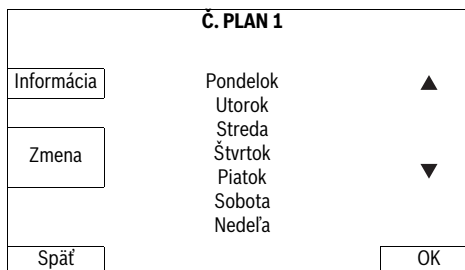 Č. PLAN 1
Informácia
Pondelok
Utorok
Streda
Zmena
Štvrtok
Piatok
Sobota
Nedeľa
Späť
OK